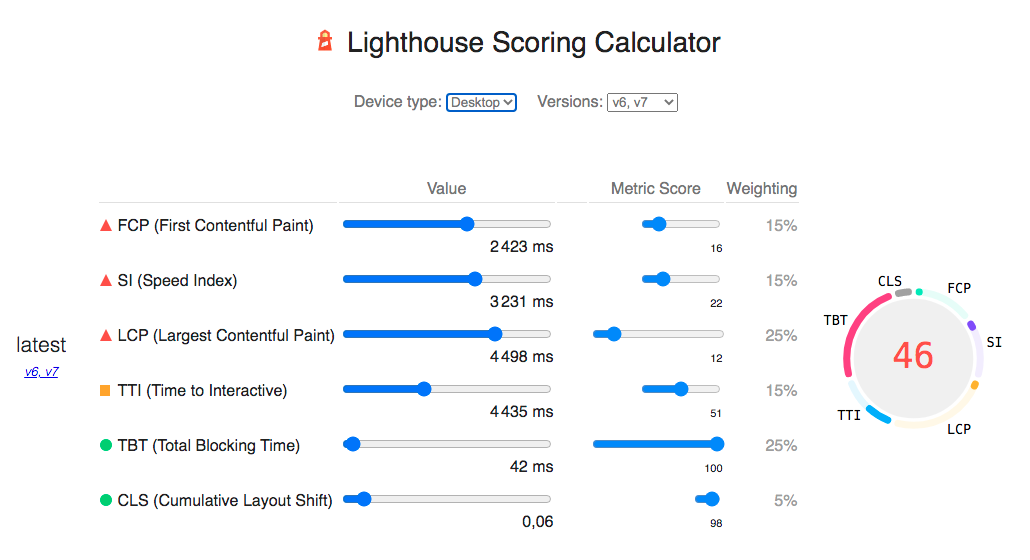 Lighthouse Scoring Calculator
Device type: Desktop Versions: v6, v7
Value Metric Score Weighting
FCP (First Contentful Paint) 15%
2 423 ms 16
SI (Speed Index) 15%
3 231 ms 22
LCP (Largest Contentful Paint) 25%
4 498 ms 12
TTI (Time to Interactive) 15%
4 435 ms 51
TBT (Total Blocking Time) 25%
42 ms 100
CLS (Cumulative Layout Shift) 5%
0,06 98
latest
v6, v7
CLS FCP
TBT SI
46
TTI LCP